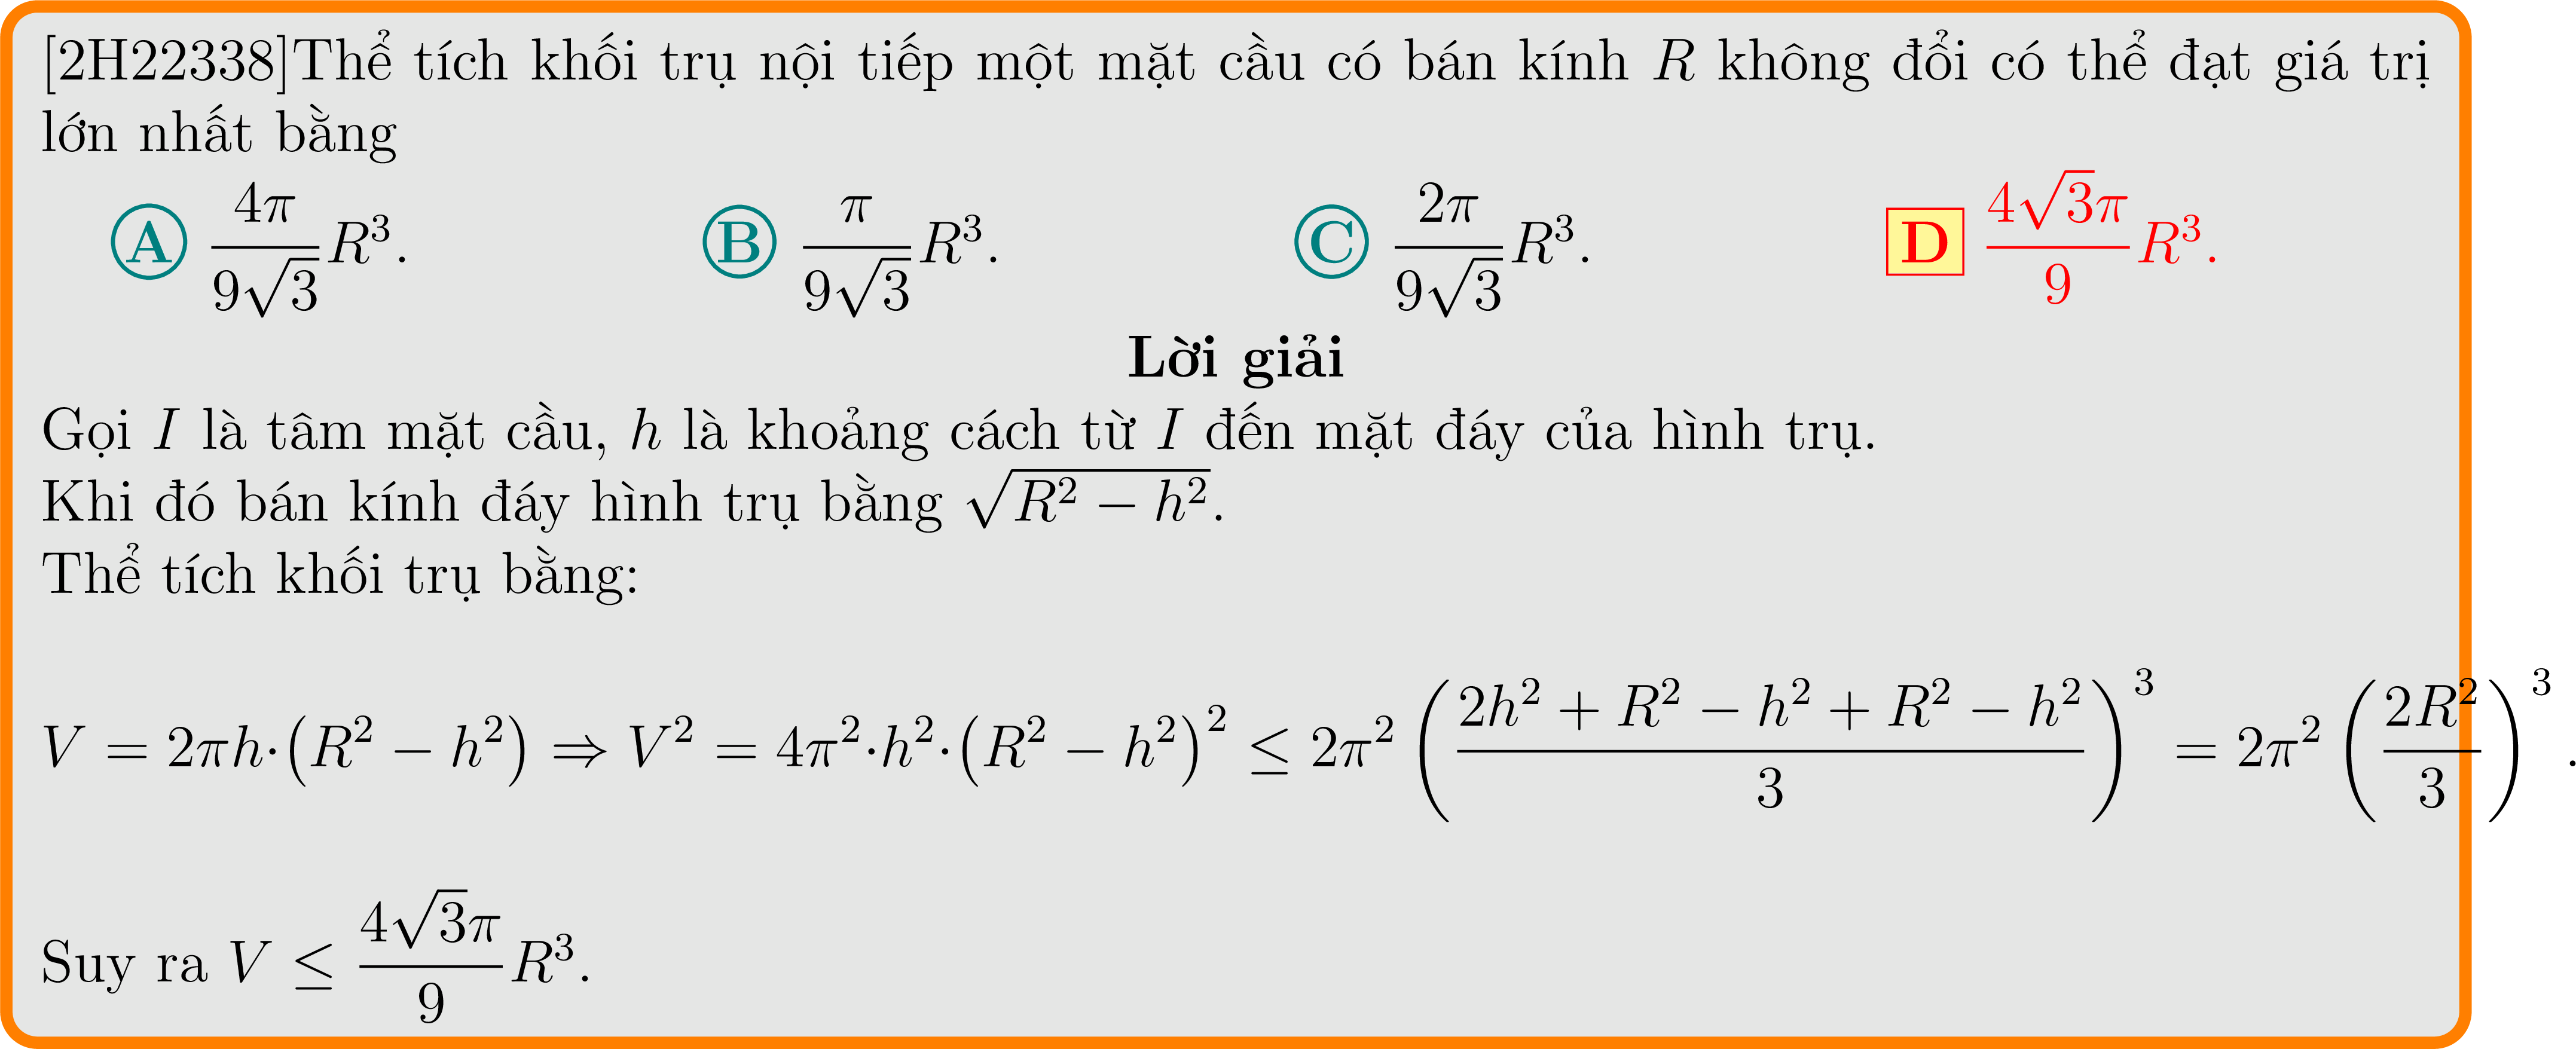 [2H22338]Thể tích khối trụ nội tiếp một mặt cầu có bán kính R không đổi có thể đạt giá trị
lớn nhất bằng
A $\frac{4\pi}{9\sqrt{3}}R^3$. B $\frac{\pi}{9\sqrt{3}}R^3$. C $\frac{2\pi}{9\sqrt{3}}R^3$. D $\frac{4\sqrt{3}\pi}{9}R^3$.
Lời giải
Gọi I là tâm mặt cầu, h là khoảng cách từ I đến mặt đáy của hình trụ.
Khi đó bán kính đáy hình trụ bằng $\sqrt{R^2 - h^2}$.
Thể tích khối trụ bằng:
$V = 2\pi h \cdot (R^2 - h^2) \Rightarrow V^2 = 4\pi^2 \cdot h^2 \cdot (R^2 - h^2)^2 \leq 2\pi^2 \left(\frac{2h^2 + R^2 - h^2 + R^2 - h^2}{3}\right)^3 = 2\pi^2 \left(\frac{2R^2}{3}\right)^3$.
Suy ra $V \leq \frac{4\sqrt{3}\pi}{9}R^3$.